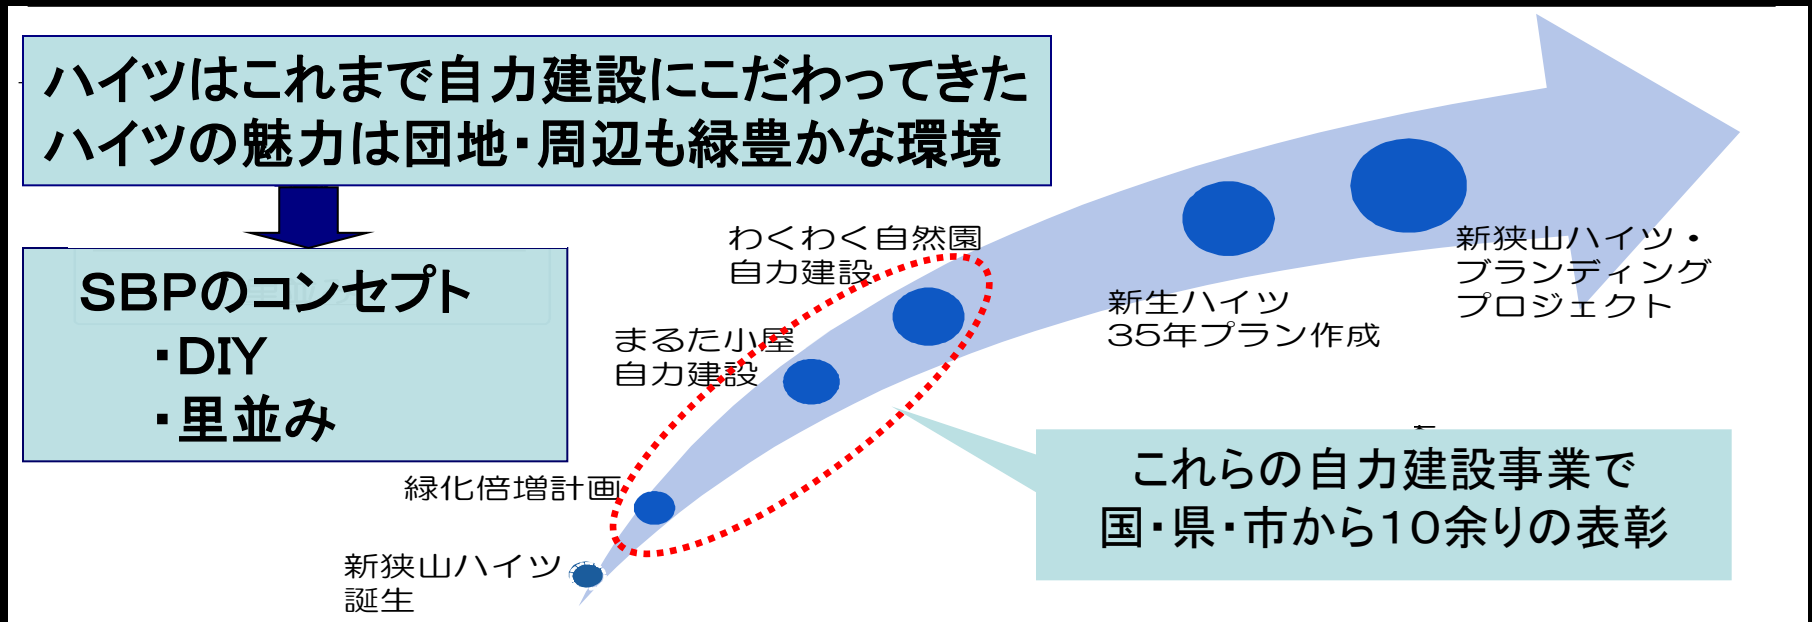 ハイツはこれまで自力建設にこだわってきた
ハイツの魅力は団地・周辺も緑豊かな環境
SBPのコンセプト
・DIY
・里並み
わくわく自然園
自力建設
まるた小屋
自力建設
緑化倍増計画
新狭山ハイツ
誕生
新生ハイツ
35年プラン作成
新狭山ハイツ・
ブランディング
プロジェクト
これらの自力建設事業で
国・県・市から10余りの表彰